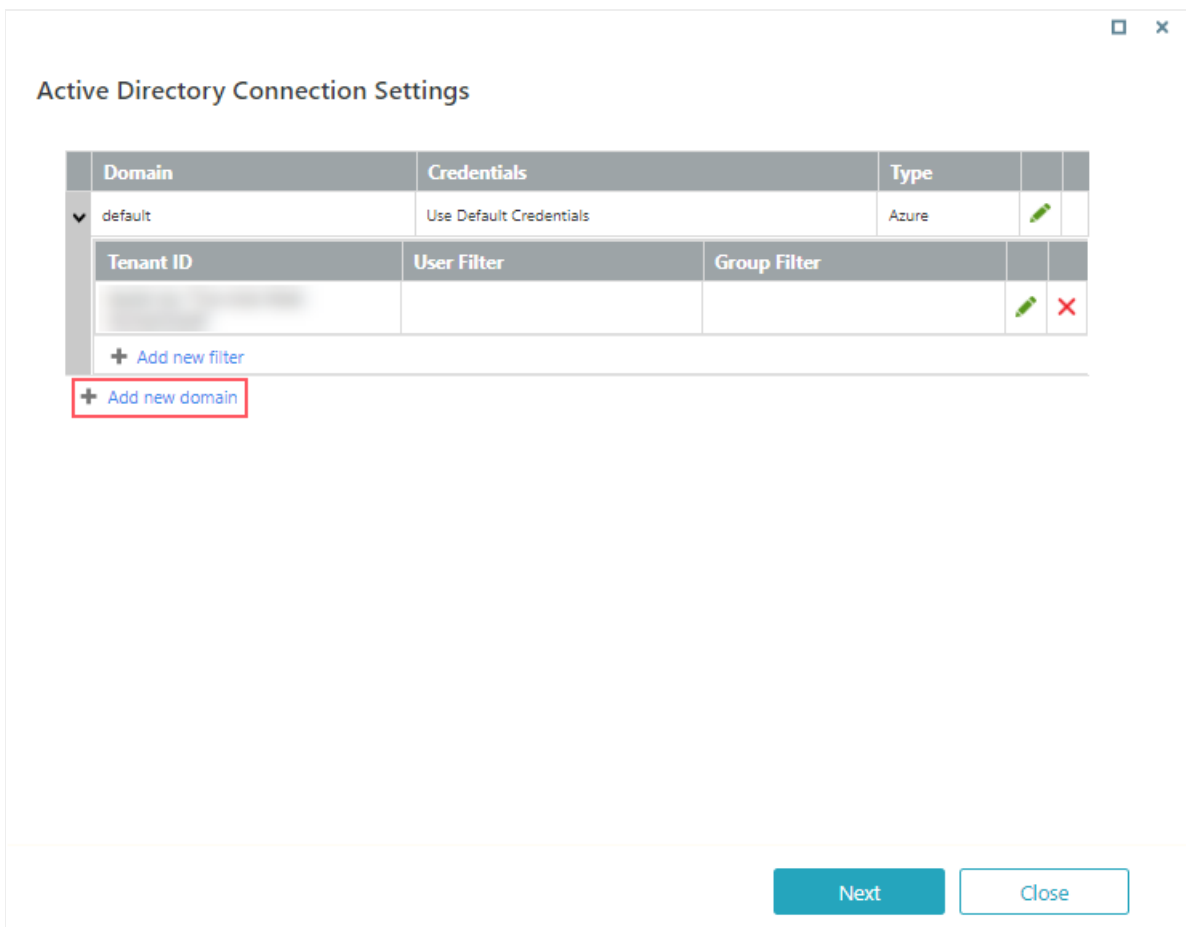 Active Directory Connection Settings
Domain Credentials Type
default Use Default Credentials Azure
Tenant ID User Filter Group Filter
Add new filter
Add new domain
Next Close